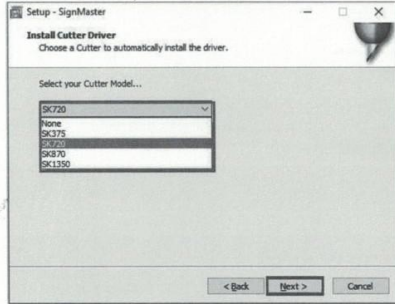 Setup - SignMaster
Install Cutter Driver
Choose a Cutter to automatically install the driver.
Select your Cutter Model...
SK720
None
SK375
SK720
SK870
SK1350
< Back Next > Cancel